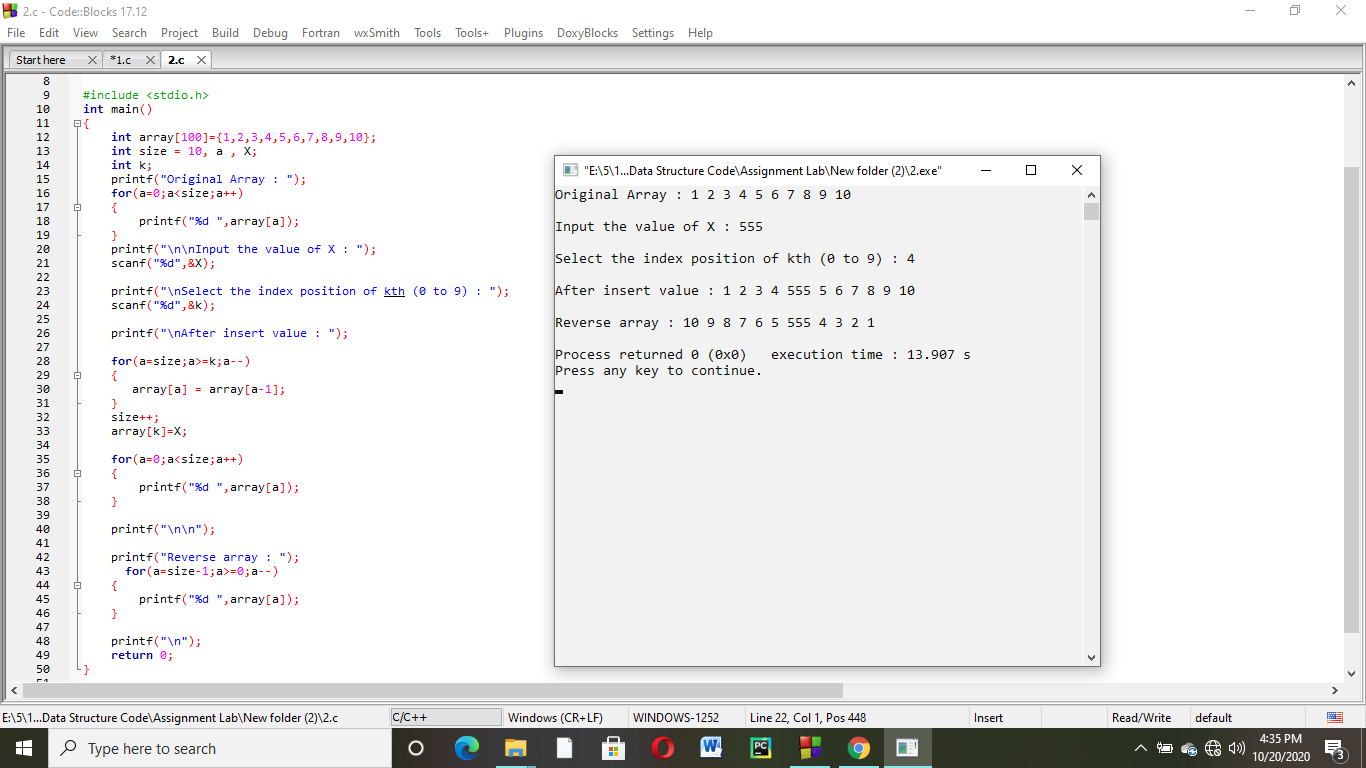 2.c - Code::Blocks 17.12
File Edit View Search Project Build Debug Fortran wxSmith Tools Tools+ Plugins DoxyBlocks Settings Help
Start here *1.c 2.c
8
9 #include <stdio.h>
10 int main()
11 {
12 int array[100]={1,2,3,4,5,6,7,8,9,10};
13 int size = 10, a , X;
14 int k;
15 printf("Original Array : ");
16 for(a=0;a<size;a++)
17 {
18 printf("%d ",array[a]);
19 }
20 printf("\n\nInput the value of X : ");
21 scanf("%d",&X);
22
23 printf("\nSelect the index position of kth (0 to 9) : ");
24 scanf("%d",&k);
25
26 printf("\nAfter insert value : ");
27
28 for(a=size;a>=k;a--)
29 {
30 array[a] = array[a-1];
31 }
32 size++;
33 array[k]=X;
34
35 for(a=0;a<size;a++)
36 {
37 printf("%d ",array[a]);
38 }
39
40 printf("\n\n");
41
42 printf("Reverse array : ");
43 for(a=size-1;a>=0;a--)
44 {
45 printf("%d ",array[a]);
46 }
47
48 printf("\n");
49 return 0;
50 }
"E:\5\1...Data Structure Code\Assignment Lab\New folder (2)\2.exe"
Original Array : 1 2 3 4 5 6 7 8 9 10
Input the value of X : 555
Select the index position of kth (0 to 9) : 4
After insert value : 1 2 3 4 555 5 6 7 8 9 10
Reverse array : 10 9 8 7 6 5 555 4 3 2 1
Process returned 0 (0x0) execution time : 13.907 s
Press any key to continue.
E:\5\1...Data Structure Code\Assignment Lab\New folder (2)\2.c C/C++ Windows (CR+LF) WINDOWS-1252 Line 22, Col 1, Pos 448 Insert Read/Write default
Type here to search
W
PC
4:35 PM
10/20/2020
3